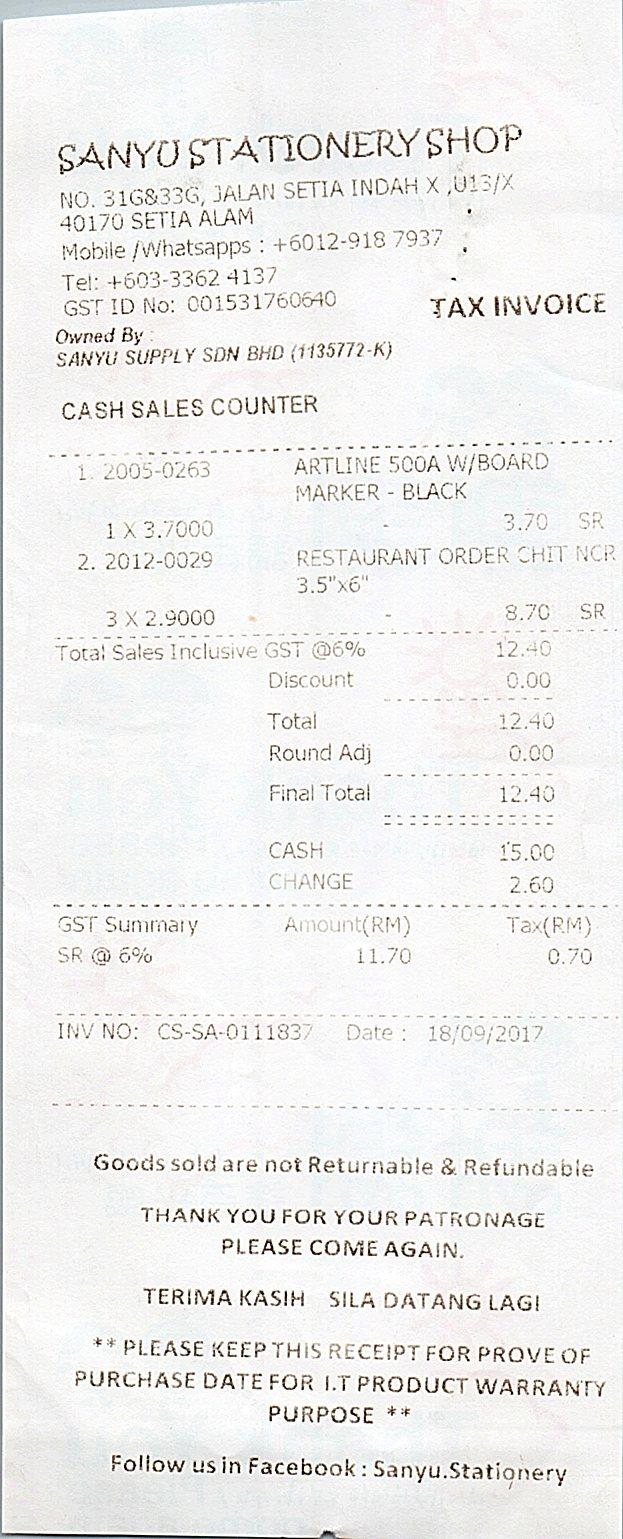 SANYU STATIONERY SHOP
NO. 31G&33G, JALAN SETIA INDAH X ,U13/X
40170 SETIA ALAM
Mobile /Whatsapps : +6012-918 7937
Tel: +603-3362 4137
GST ID No: 001531760640
TAX INVOICE
Owned By :
SANYU SUPPLY SDN BHD (1135772-K)
CASH SALES COUNTER
1. 2005-0263 ARTLINE 500A W/BOARD
MARKER - BLACK
1 X 3.7000 - 3.70 SR
2. 2012-0029 RESTAURANT ORDER CHIT NCR
3.5"x6"
3 X 2.9000 - 8.70 SR
Total Sales Inclusive GST @6% 12.40
Discount 0.00
Total 12.40
Round Adj 0.00
Final Total 12.40
CASH 15.00
CHANGE 2.60
GST Summary Amount(RM) Tax(RM)
SR @ 6% 11.70 0.70
INV NO: CS-SA-0111837 Date : 18/09/2017
Goods sold are not Returnable & Refundable
THANK YOU FOR YOUR PATRONAGE
PLEASE COME AGAIN.
TERIMA KASIH SILA DATANG LAGI
** PLEASE KEEP THIS RECEIPT FOR PROVE OF
PURCHASE DATE FOR I.T PRODUCT WARRANTY
PURPOSE **
Follow us in Facebook : Sanyu.Stationery